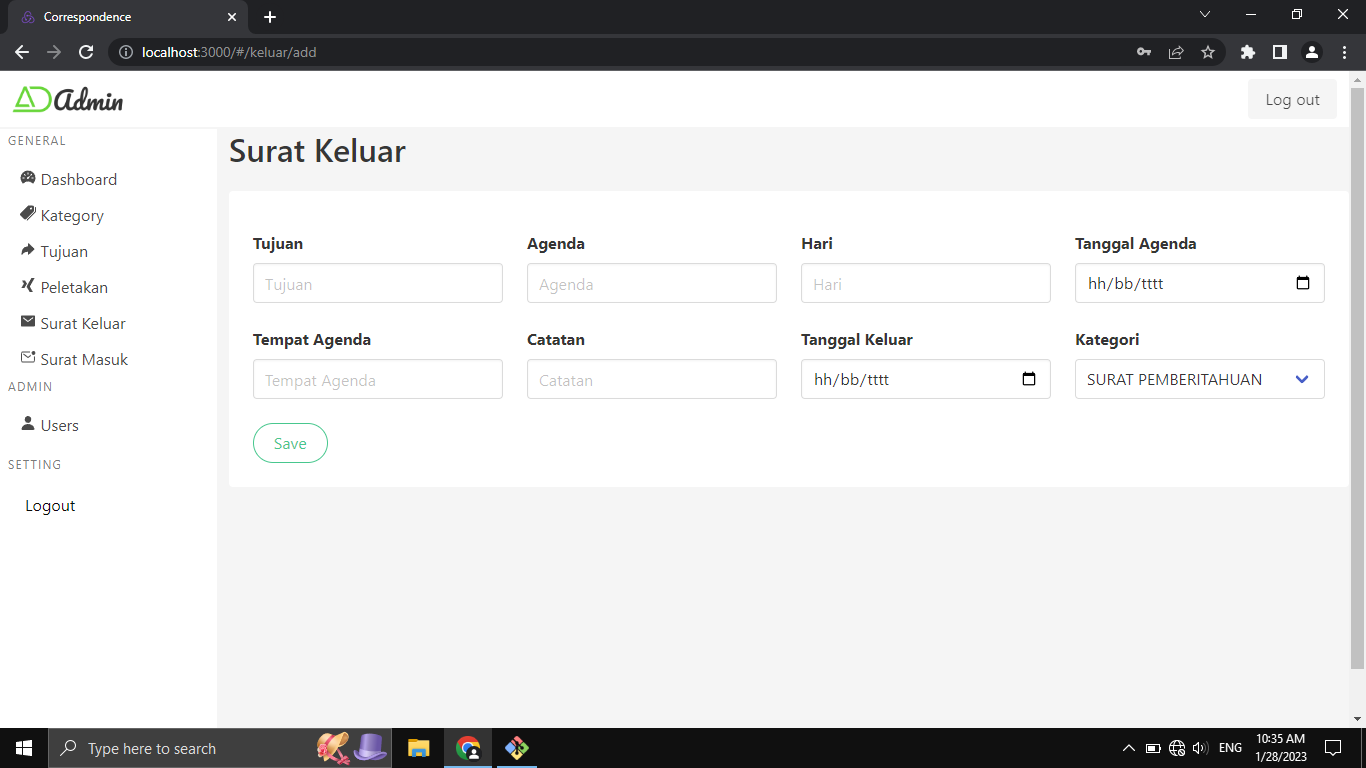 Correspondence
localhost:3000/#/keluar/add
AD Admin
Log out
GENERAL
Dashboard
Kategory
Tujuan
Peletakan
Surat Keluar
Surat Masuk
ADMIN
Users
SETTING
Logout
Surat Keluar
Tujuan Agenda Hari Tanggal Agenda
Tujuan Agenda Hari hh/bb/tttt
Tempat Agenda Catatan Tanggal Keluar Kategori
Tempat Agenda Catatan hh/bb/tttt SURAT PEMBERITAHUAN
Save
Type here to search
ENG
10:35 AM
1/28/2023